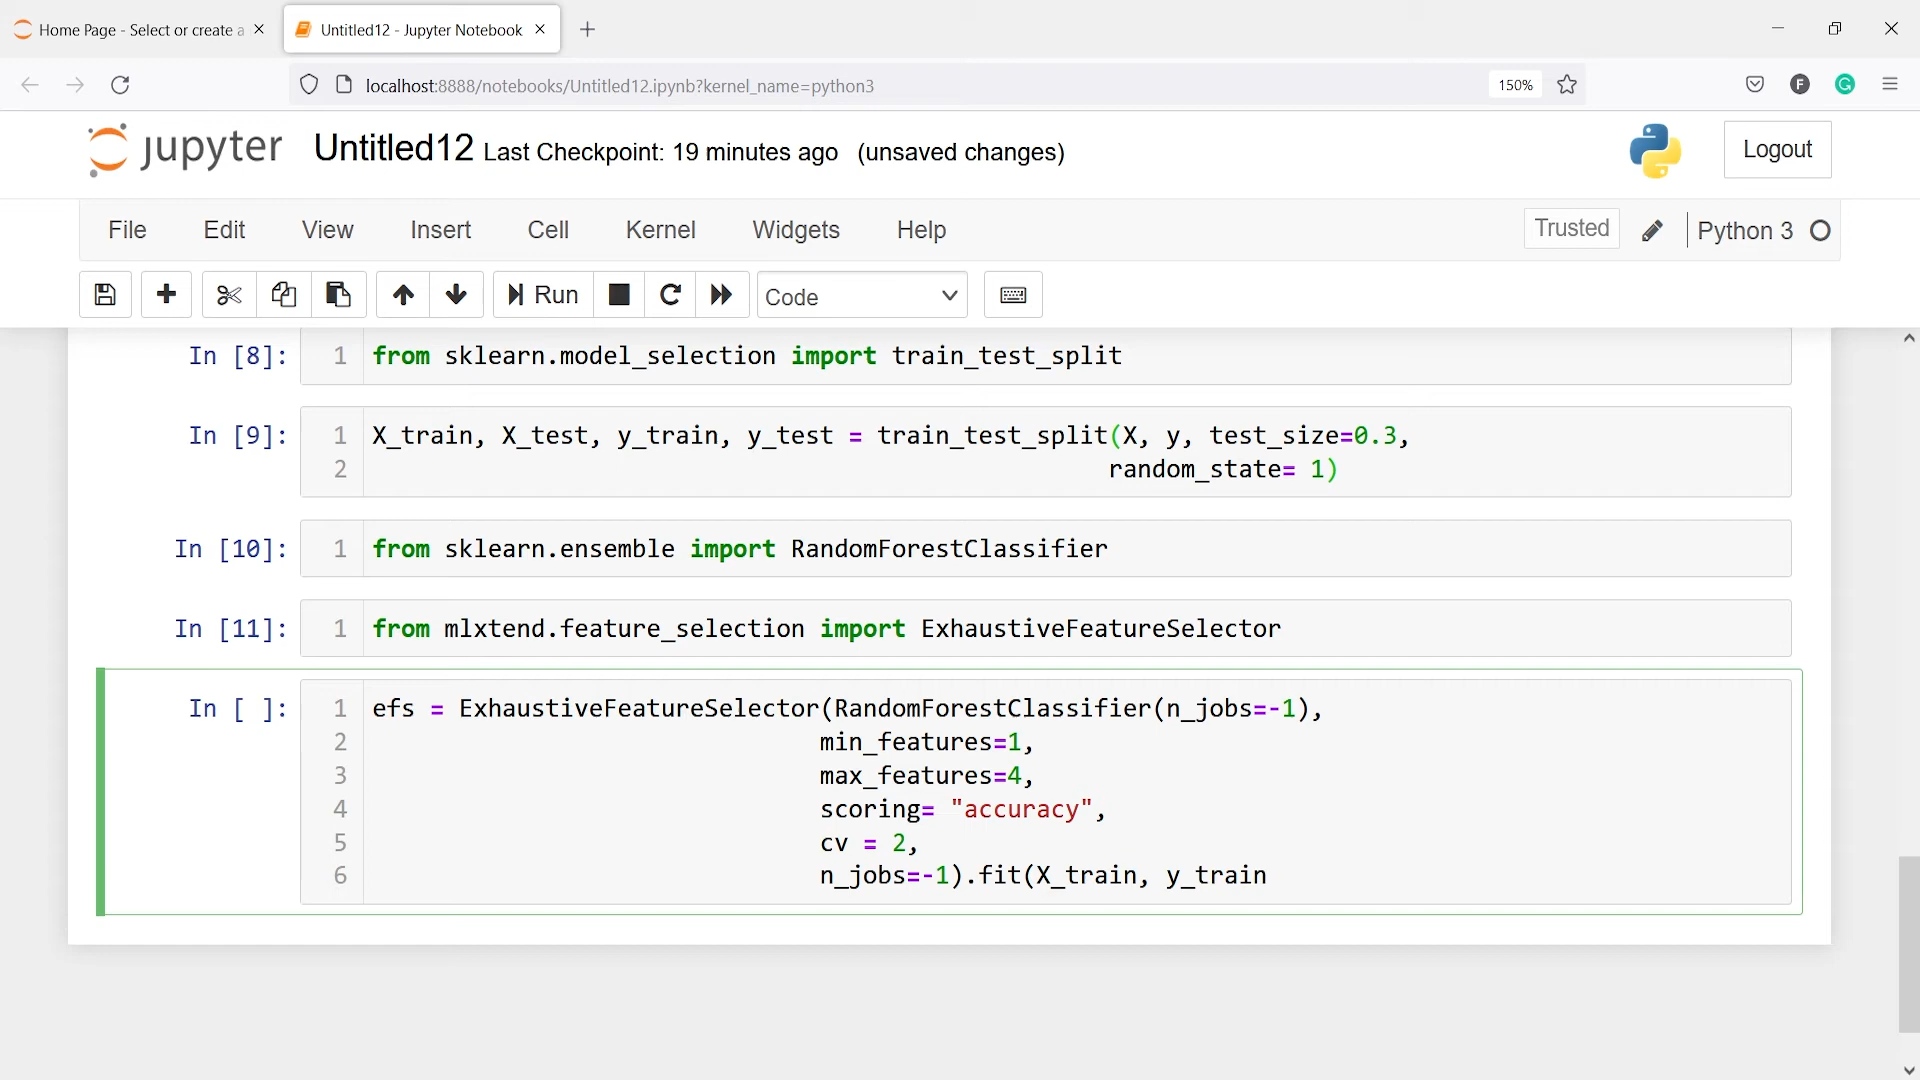 Home Page - Select or create a
Untitled12 - Jupyter Notebook
localhost:8888/notebooks/Untitled12.ipynb?kernel_name=python3
150%
F
G
jupyter
Untitled12 Last Checkpoint: 19 minutes ago (unsaved changes)
Logout
File Edit View Insert Cell Kernel Widgets Help
Trusted
Python 3
Run
Code
In [8]: 1 from sklearn.model_selection import train_test_split
In [9]: 1 X_train, X_test, y_train, y_test = train_test_split(X, y, test_size=0.3,
2 random_state= 1)
In [10]: 1 from sklearn.ensemble import RandomForestClassifier
In [11]: 1 from mlxtend.feature_selection import ExhaustiveFeatureSelector
In [ ]: 1 efs = ExhaustiveFeatureSelector(RandomForestClassifier(n_jobs=-1),
2 min_features=1,
3 max_features=4,
4 scoring= "accuracy",
5 cv = 2,
6 n_jobs=-1).fit(X_train, y_train